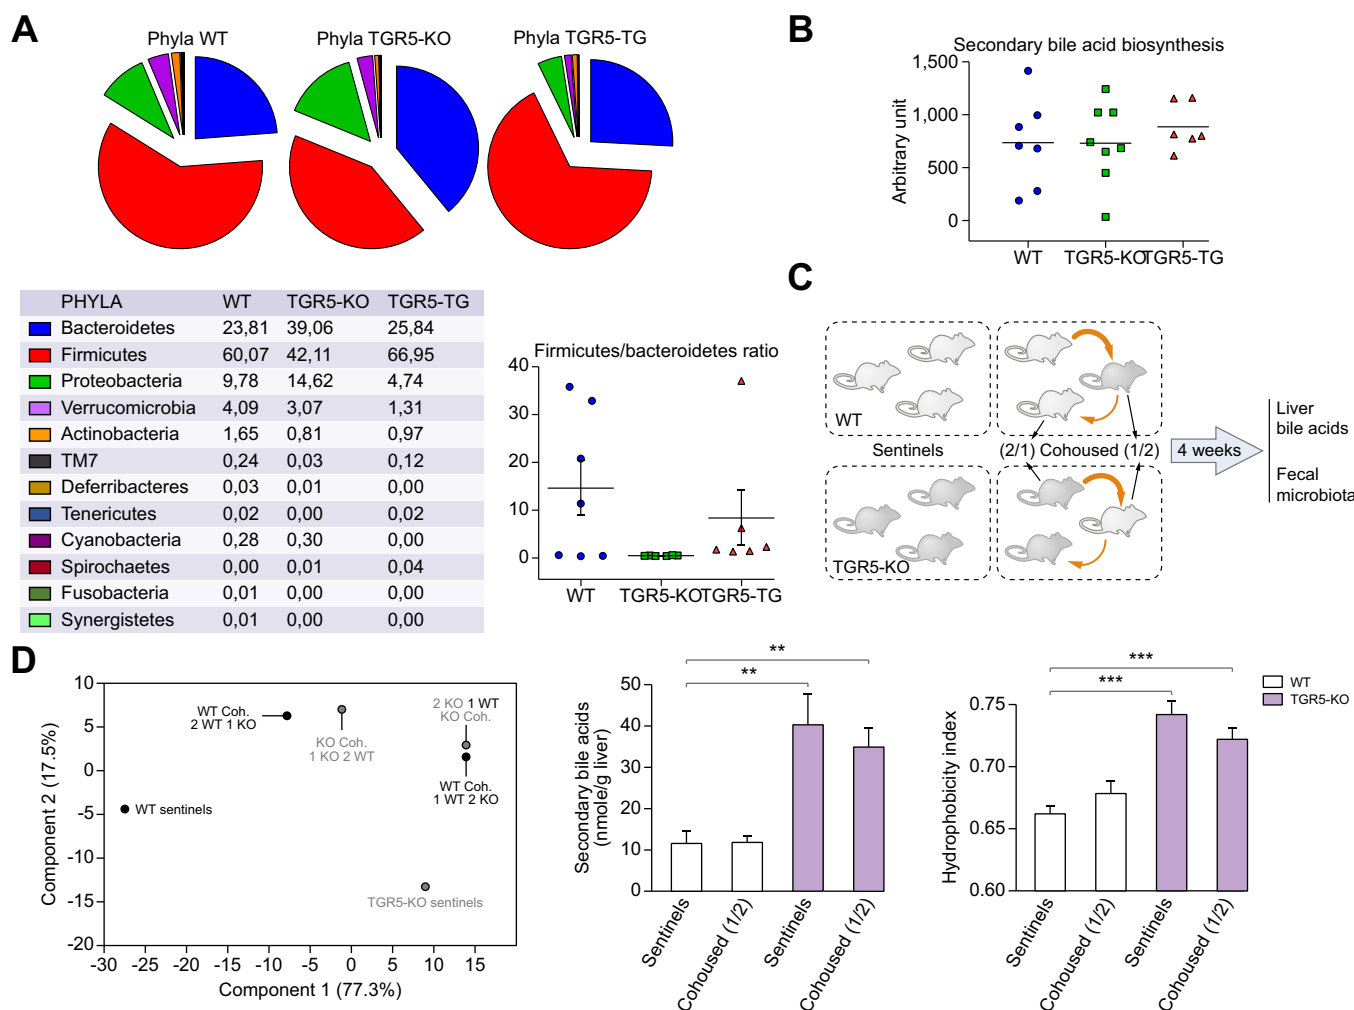 A
Phyla WT
Phyla TGR5-KO
Phyla TGR5-TG
PHYLA WT TGR5-KO TGR5-TG
Bacteroidetes 23,81 39,06 25,84
Firmicutes 60,07 42,11 66,95
Proteobacteria 9,78 14,62 4,74
Verrucomicrobia 4,09 3,07 1,31
Actinobacteria 1,65 0,81 0,97
TM7 0,24 0,03 0,12
Deferribacteres 0,03 0,01 0,00
Tenericutes 0,02 0,00 0,02
Cyanobacteria 0,28 0,30 0,00
Spirochaetes 0,00 0,01 0,04
Fusobacteria 0,01 0,00 0,00
Synergistetes 0,01 0,00 0,00
Firmicutes/bacteroidetes ratio
40
30
20
10
0
WT TGR5-KO TGR5-TG
B
Secondary bile acid biosynthesis
Arbitrary unit
1,500
1,000
500
0
WT TGR5-KO TGR5-TG
C
WT
Sentinels (2/1) Cohoused (1/2)
TGR5-KO
4 weeks
Liver
bile acids
Fecal
microbiota
D
Component 2 (17.5%)
10
5
0
-5
-10
-15
-20
-30 -25 -20 -15 -10 -5 0 5 10 15
Component 1 (77.3%)
WT Coh.
2 WT 1 KO
KO Coh.
1 KO 2 WT
2 KO 1 WT
KO Coh.
WT Coh.
1 WT 2 KO
WT sentinels
TGR5-KO sentinels
Secondary bile acids
(nmole/g liver)
50
40
30
20
10
0
**
**
Sentinels
Cohoused (1/2)
Sentinels
Cohoused (1/2)
Hydrophobicity index
0.75
0.70
0.65
0.60
***
***
Sentinels
Cohoused (1/2)
Sentinels
Cohoused (1/2)
WT
TGR5-KO